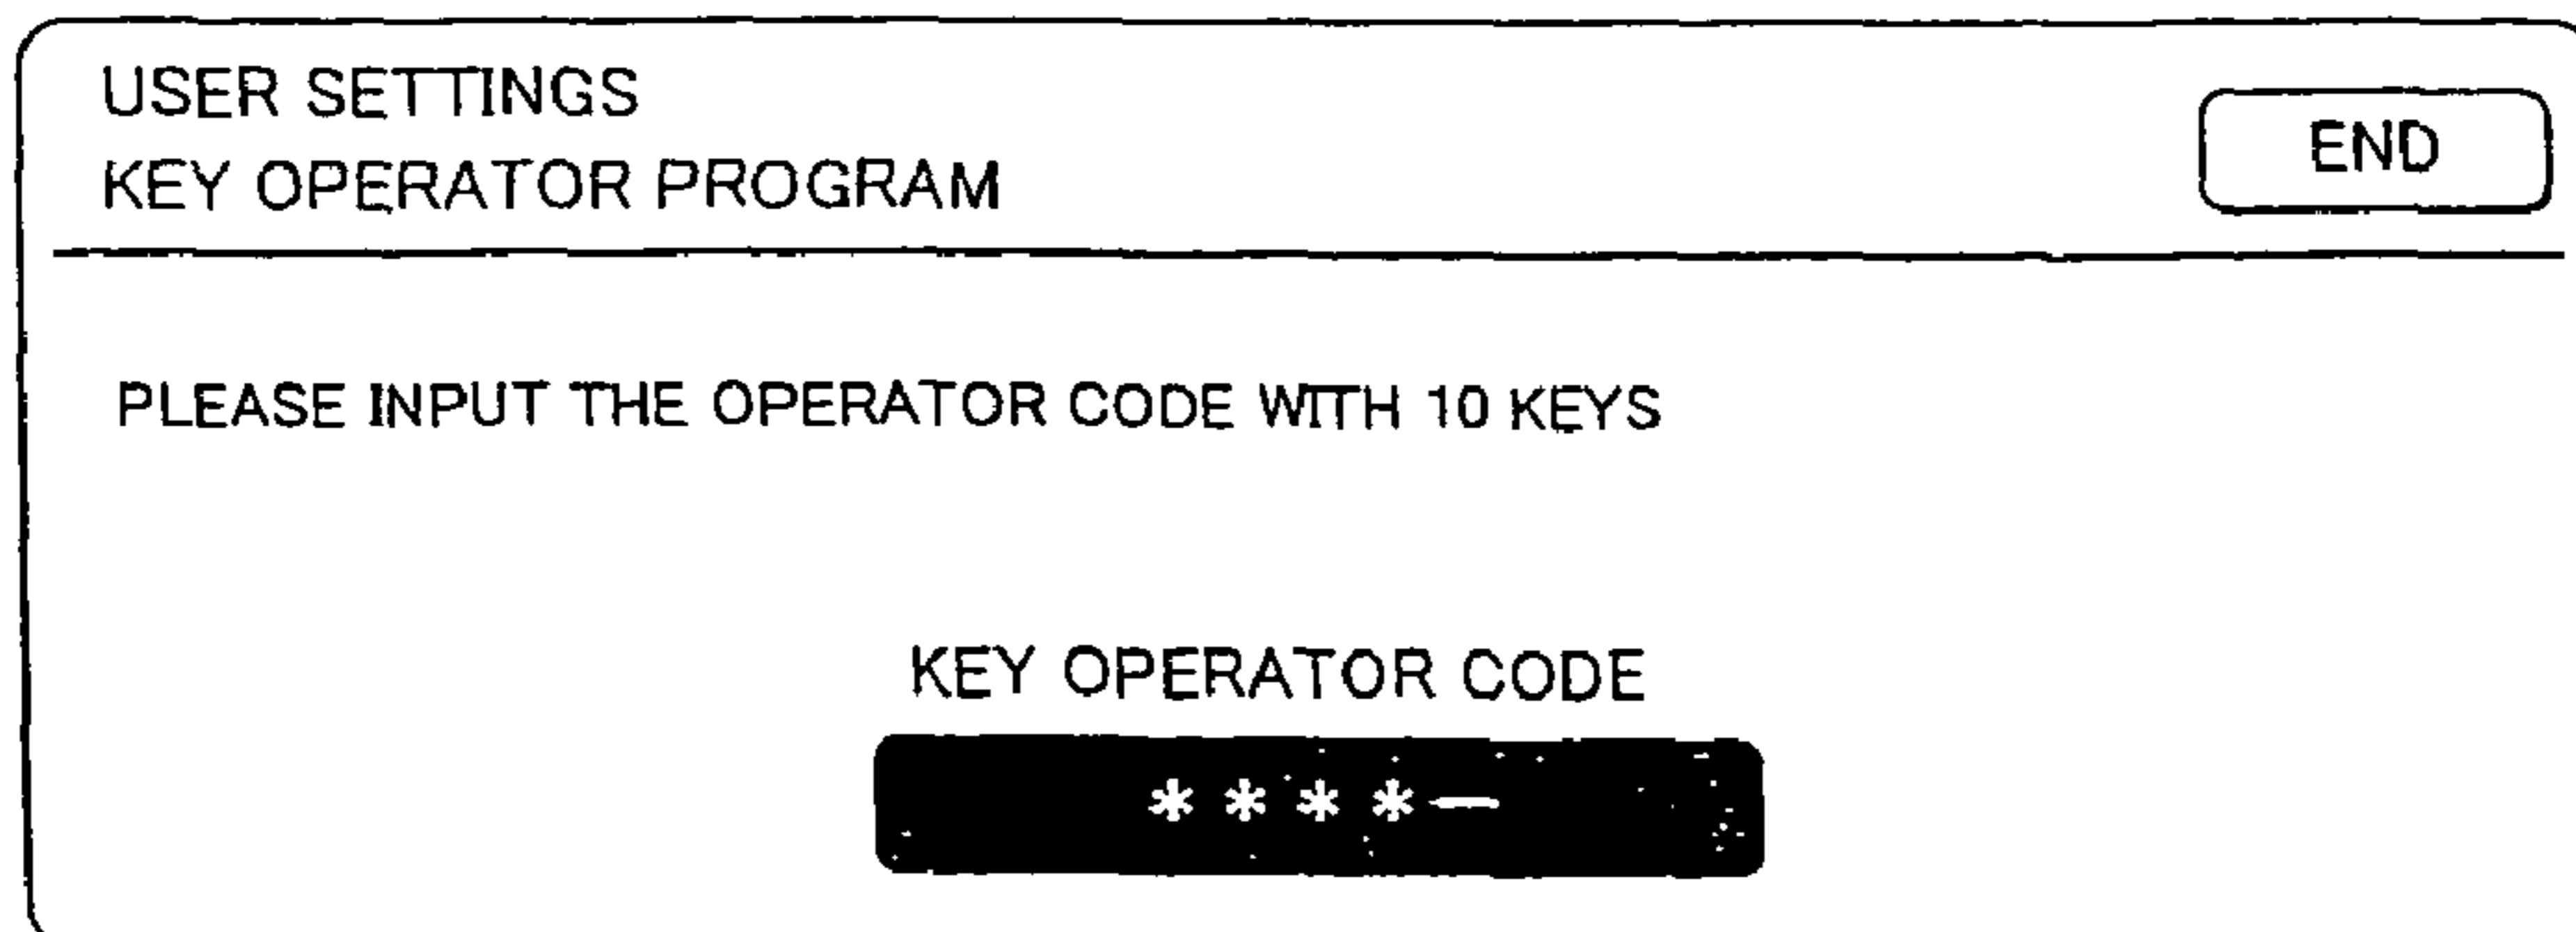 USER SETTINGS
KEY OPERATOR PROGRAM
END
PLEASE INPUT THE OPERATOR CODE WITH 10 KEYS
KEY OPERATOR CODE
* * * * —